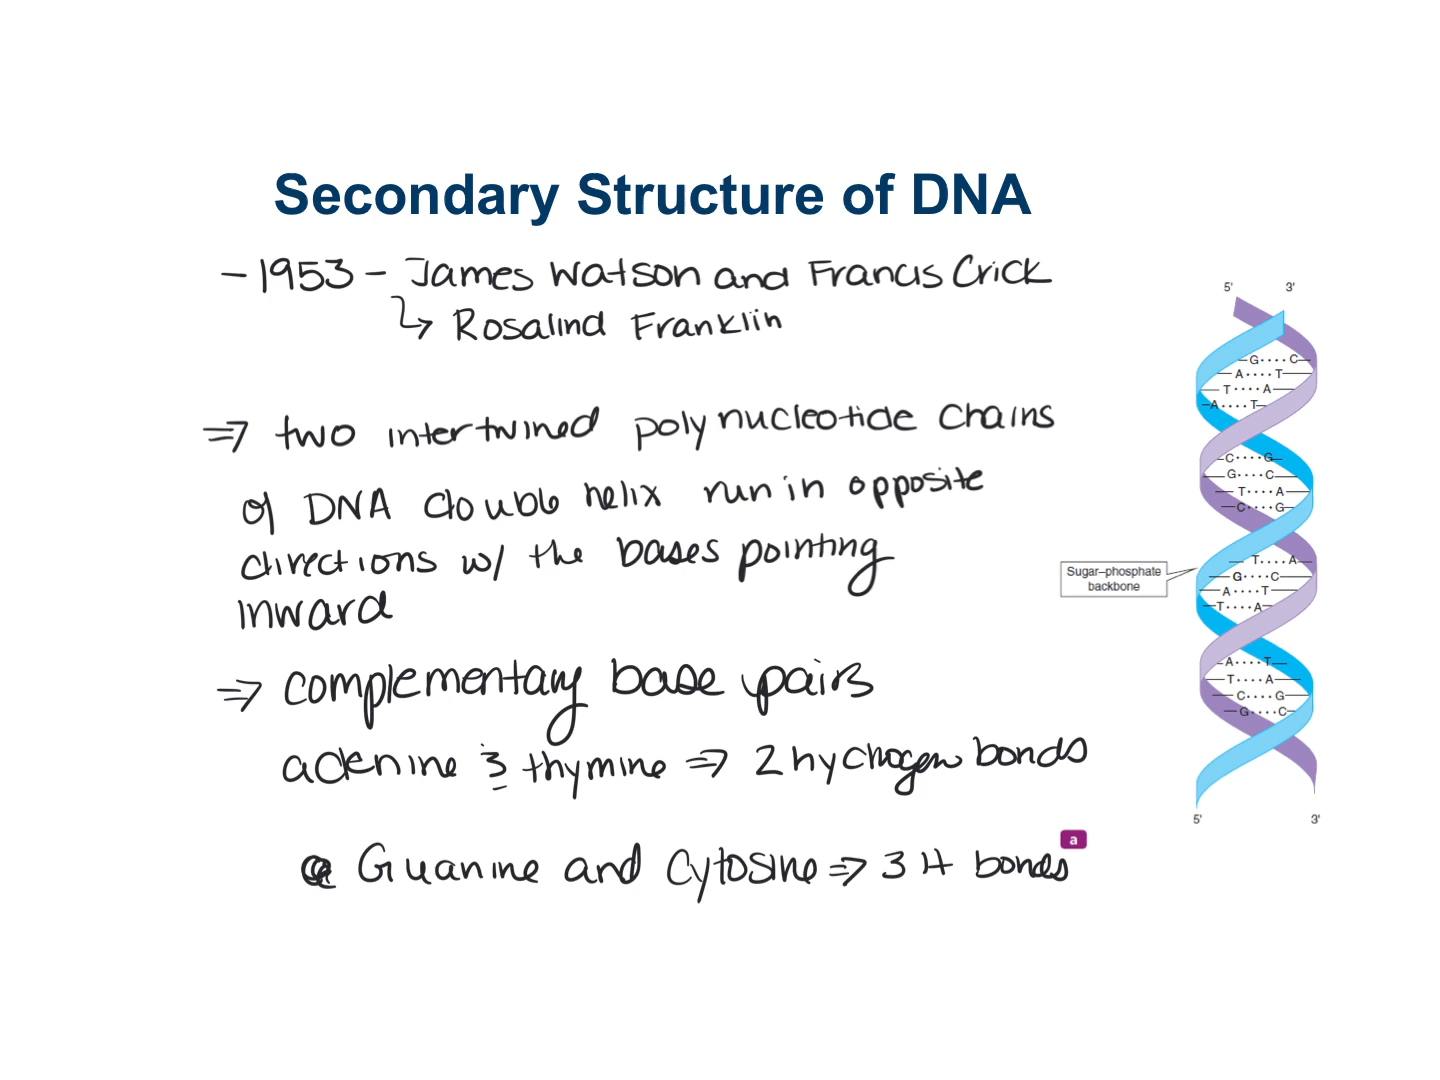 Secondary Structure of DNA
- 1953 - James Watson and Francis Crick
↳ Rosalind Franklin
⇒ two intertwined polynucleotide chains
of DNA double helix run in opposite
directions w/ the bases pointing
inward
⇒ complementary base pairs
adenine & thymine ⇒ 2 hydrogen bonds
Guanine and Cytosine ⇒ 3 H bonds
a
5' 3'
G····C
A····T
T····A
A····T
C····G
G····C
T····A
C····G
Sugar–phosphate
backbone
T····A
G····C
A····T
T····A
A····T
T····A
C····G
G····C
5' 3'